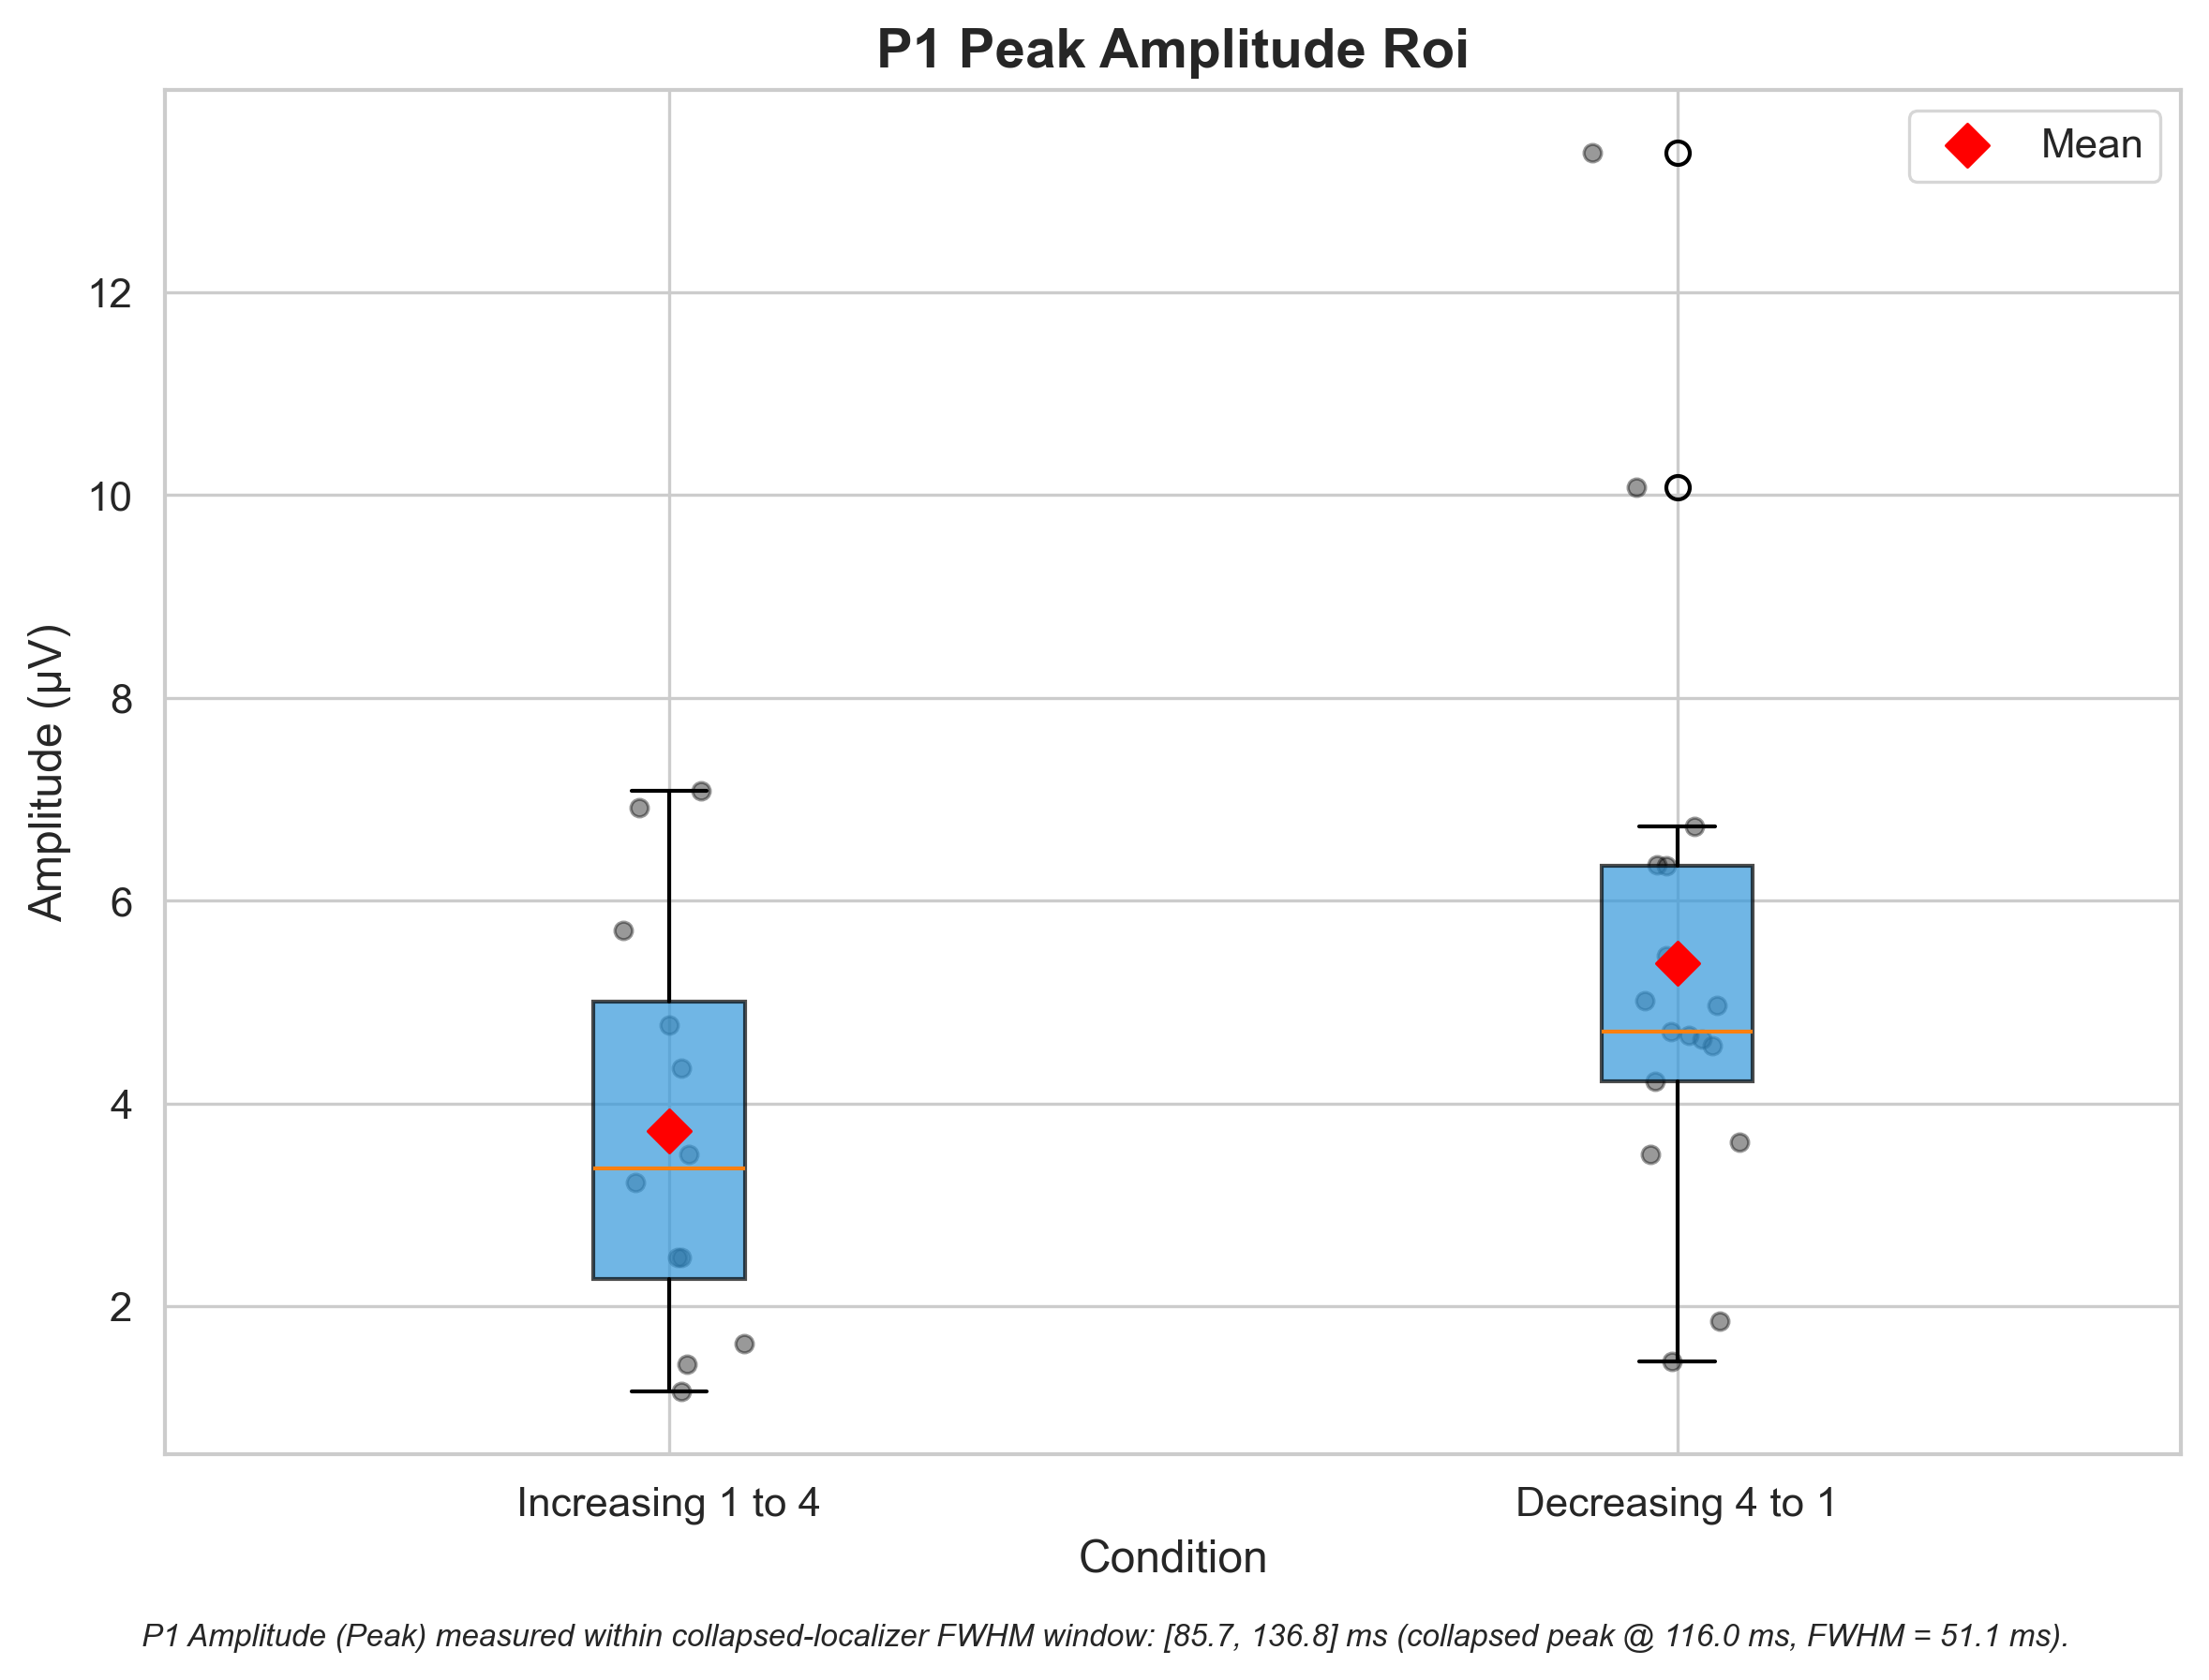 P1 Peak Amplitude Roi
Mean
12
10
8
6
4
2
Amplitude (µV)
Increasing 1 to 4
Decreasing 4 to 1
Condition
P1 Amplitude (Peak) measured within collapsed-localizer FWHM window: [85.7, 136.8] ms (collapsed peak @ 116.0 ms, FWHM = 51.1 ms).